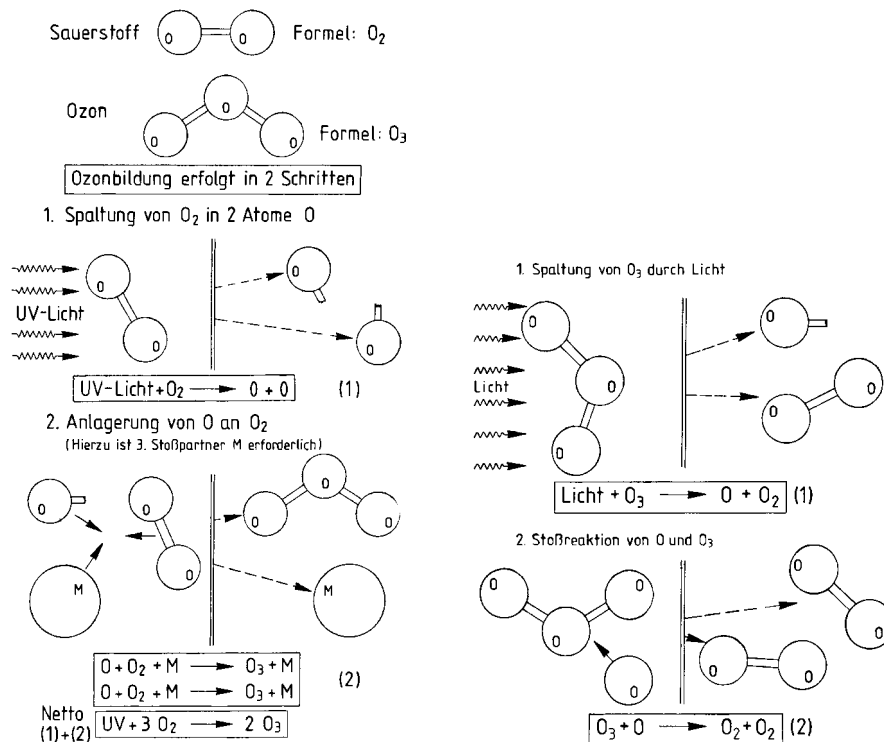 Sauerstoff O O Formel: O₂
Ozon O O O Formel: O₃
Ozonbildung erfolgt in 2 Schritten
1. Spaltung von O₂ in 2 Atome O
O O
UV-Licht
O O
UV-Licht+O₂ → O + O (1)
2. Anlagerung von O an O₂
(Hierzu ist 3. Stoßpartner M erforderlich)
O O O O O
O M O M
O + O₂ + M → O₃ + M
O + O₂ + M → O₃ + M (2)
Netto
(1)+(2) UV + 3 O₂ → 2 O₃
1. Spaltung von O₃ durch Licht
O O
Licht O
O O O
Licht + O₃ → O + O₂ (1)
2. Stoßreaktion von O und O₃
O O O
O O O O
O
O₃ + O → O₂ + O₂ (2)